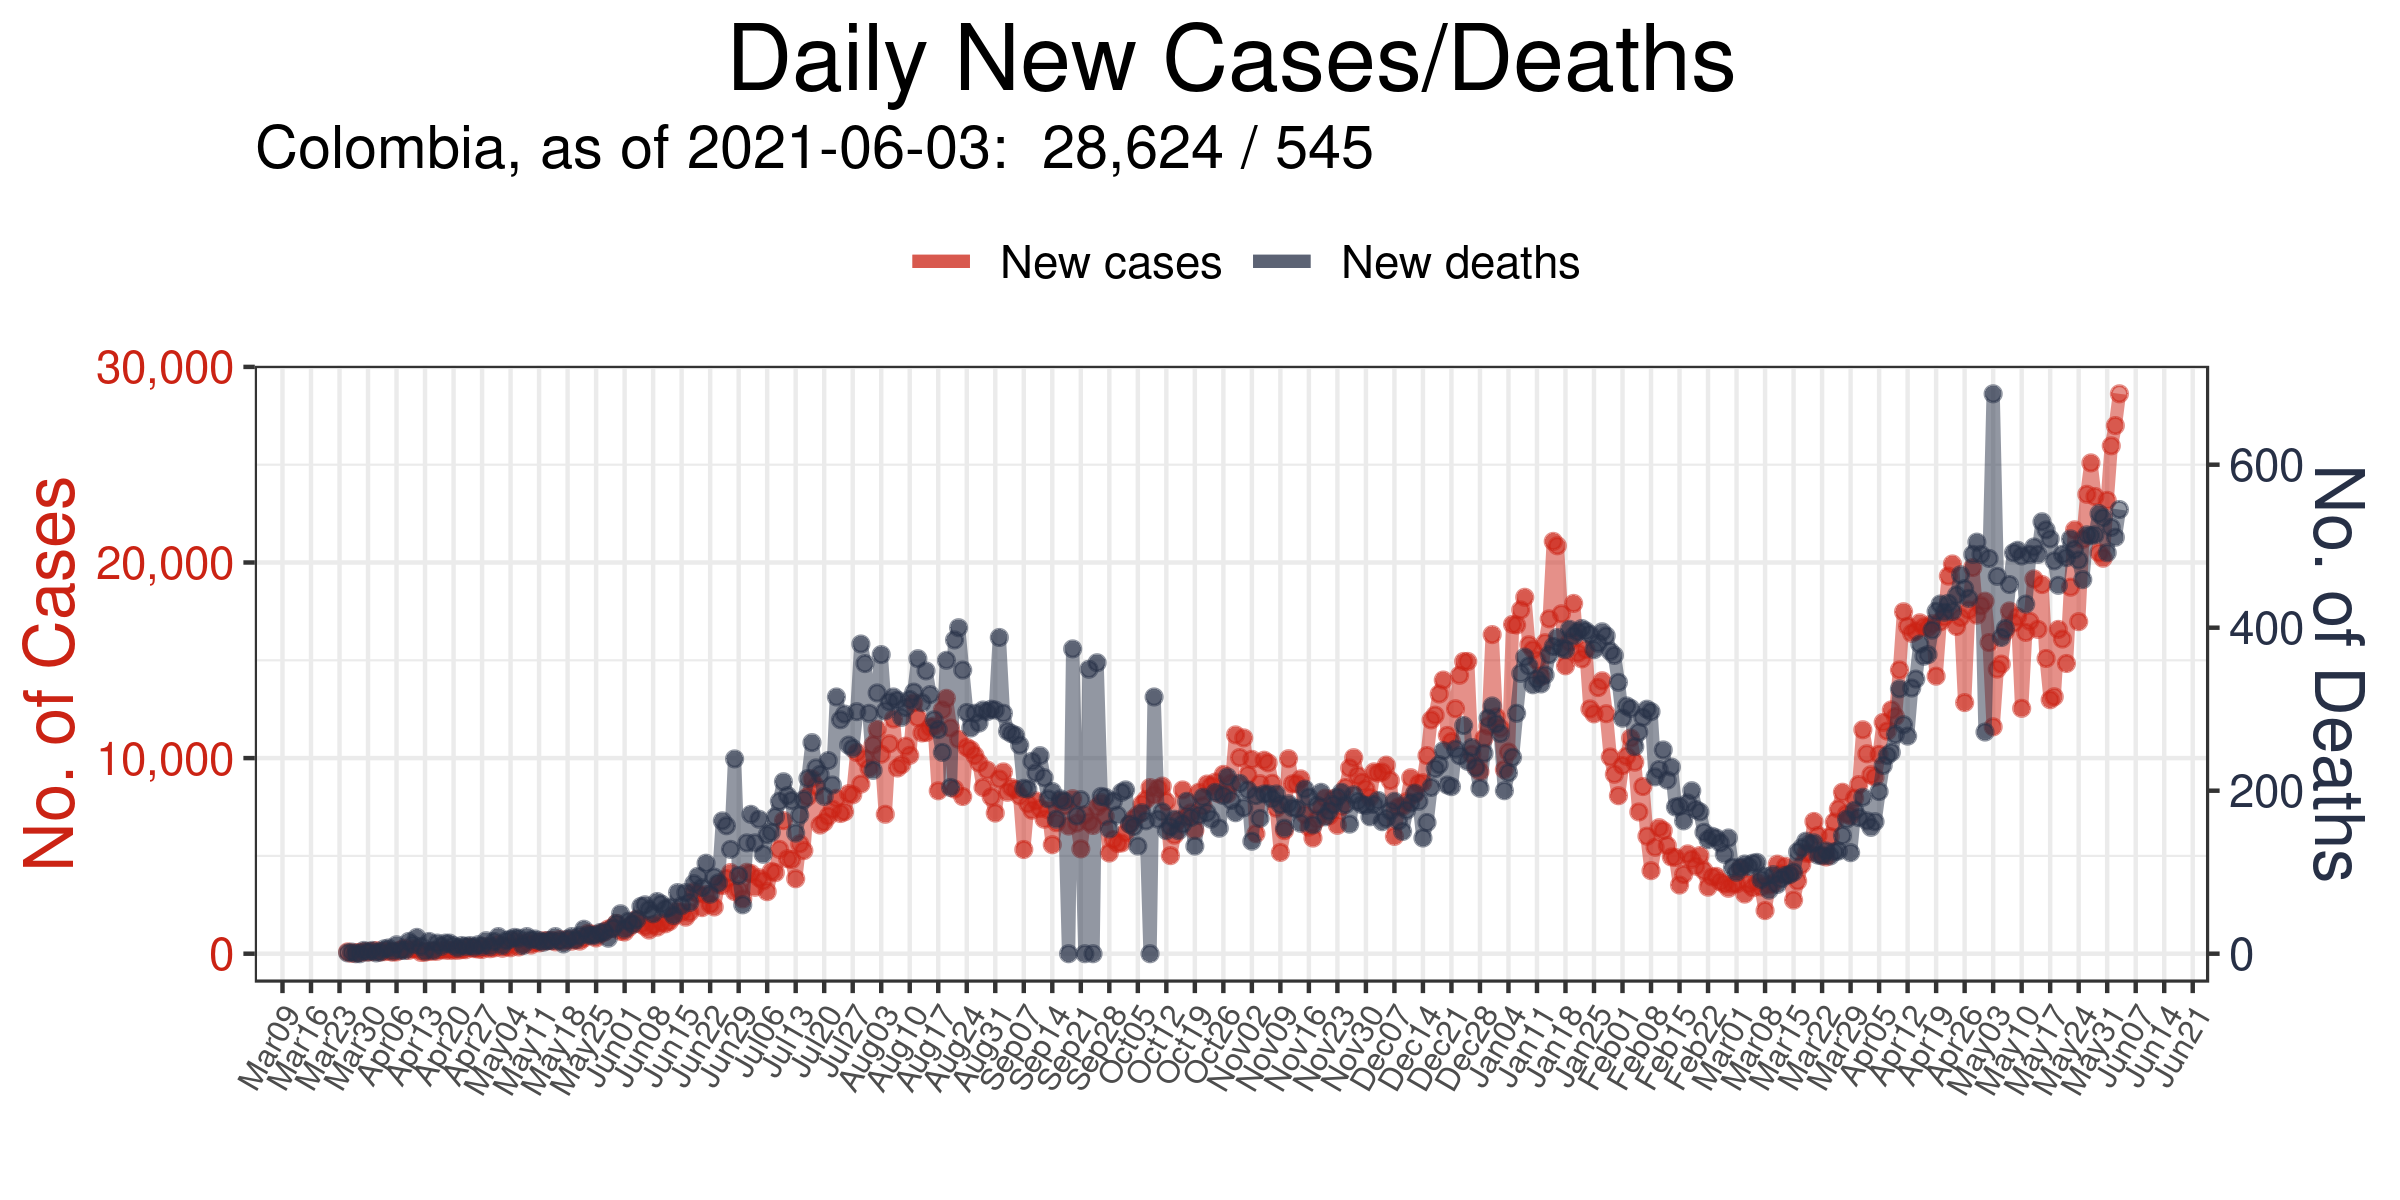 Daily New Cases/Deaths
Colombia, as of 2021-06-03:  28,624 / 545
New cases New deaths
No. of Cases
30,000
20,000
10,000
0
600
400
200
0
No. of Deaths
Mar09 Mar16 Mar23 Mar30 Apr06 Apr13 Apr20 Apr27 May04 May11 May18 May25 Jun01 Jun08 Jun15 Jun22 Jun29 Jul06 Jul13 Jul20 Jul27 Aug03 Aug10 Aug17 Aug24 Aug31 Sep07 Sep14 Sep21 Sep28 Oct05 Oct12 Oct19 Oct26 Nov02 Nov09 Nov16 Nov23 Nov30 Dec07 Dec14 Dec21 Dec28 Jan04 Jan11 Jan18 Jan25 Feb01 Feb08 Feb15 Feb22 Mar01 Mar08 Mar15 Mar22 Mar29 Apr05 Apr12 Apr19 Apr26 May03 May10 May17 May24 May31 Jun07 Jun14 Jun21